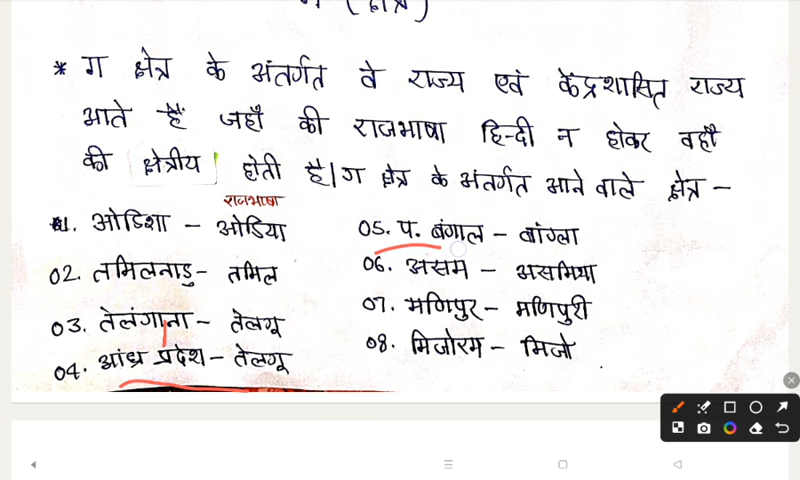 * ग क्षेत्र के अंतर्गत वे राज्य एवं केंद्रशासित राज्य
आते हैं जहाँ की राजभाषा हिन्दी न होकर वहाँ
की क्षेत्रीय होती है। ग क्षेत्र के अंतर्गत आने वाले क्षेत्र –
राजभाषा
1. ओडिशा – ओडिया
02. तमिलनाडु – तमिल
03. तेलंगाना – तेलगू
04. आंध्र प्रदेश – तेलगू
05. प. बंगाल – बांग्ला
06. असम – असमिया
07. मणिपुर – मणिपुरी
08. मिजोरम – मिजो